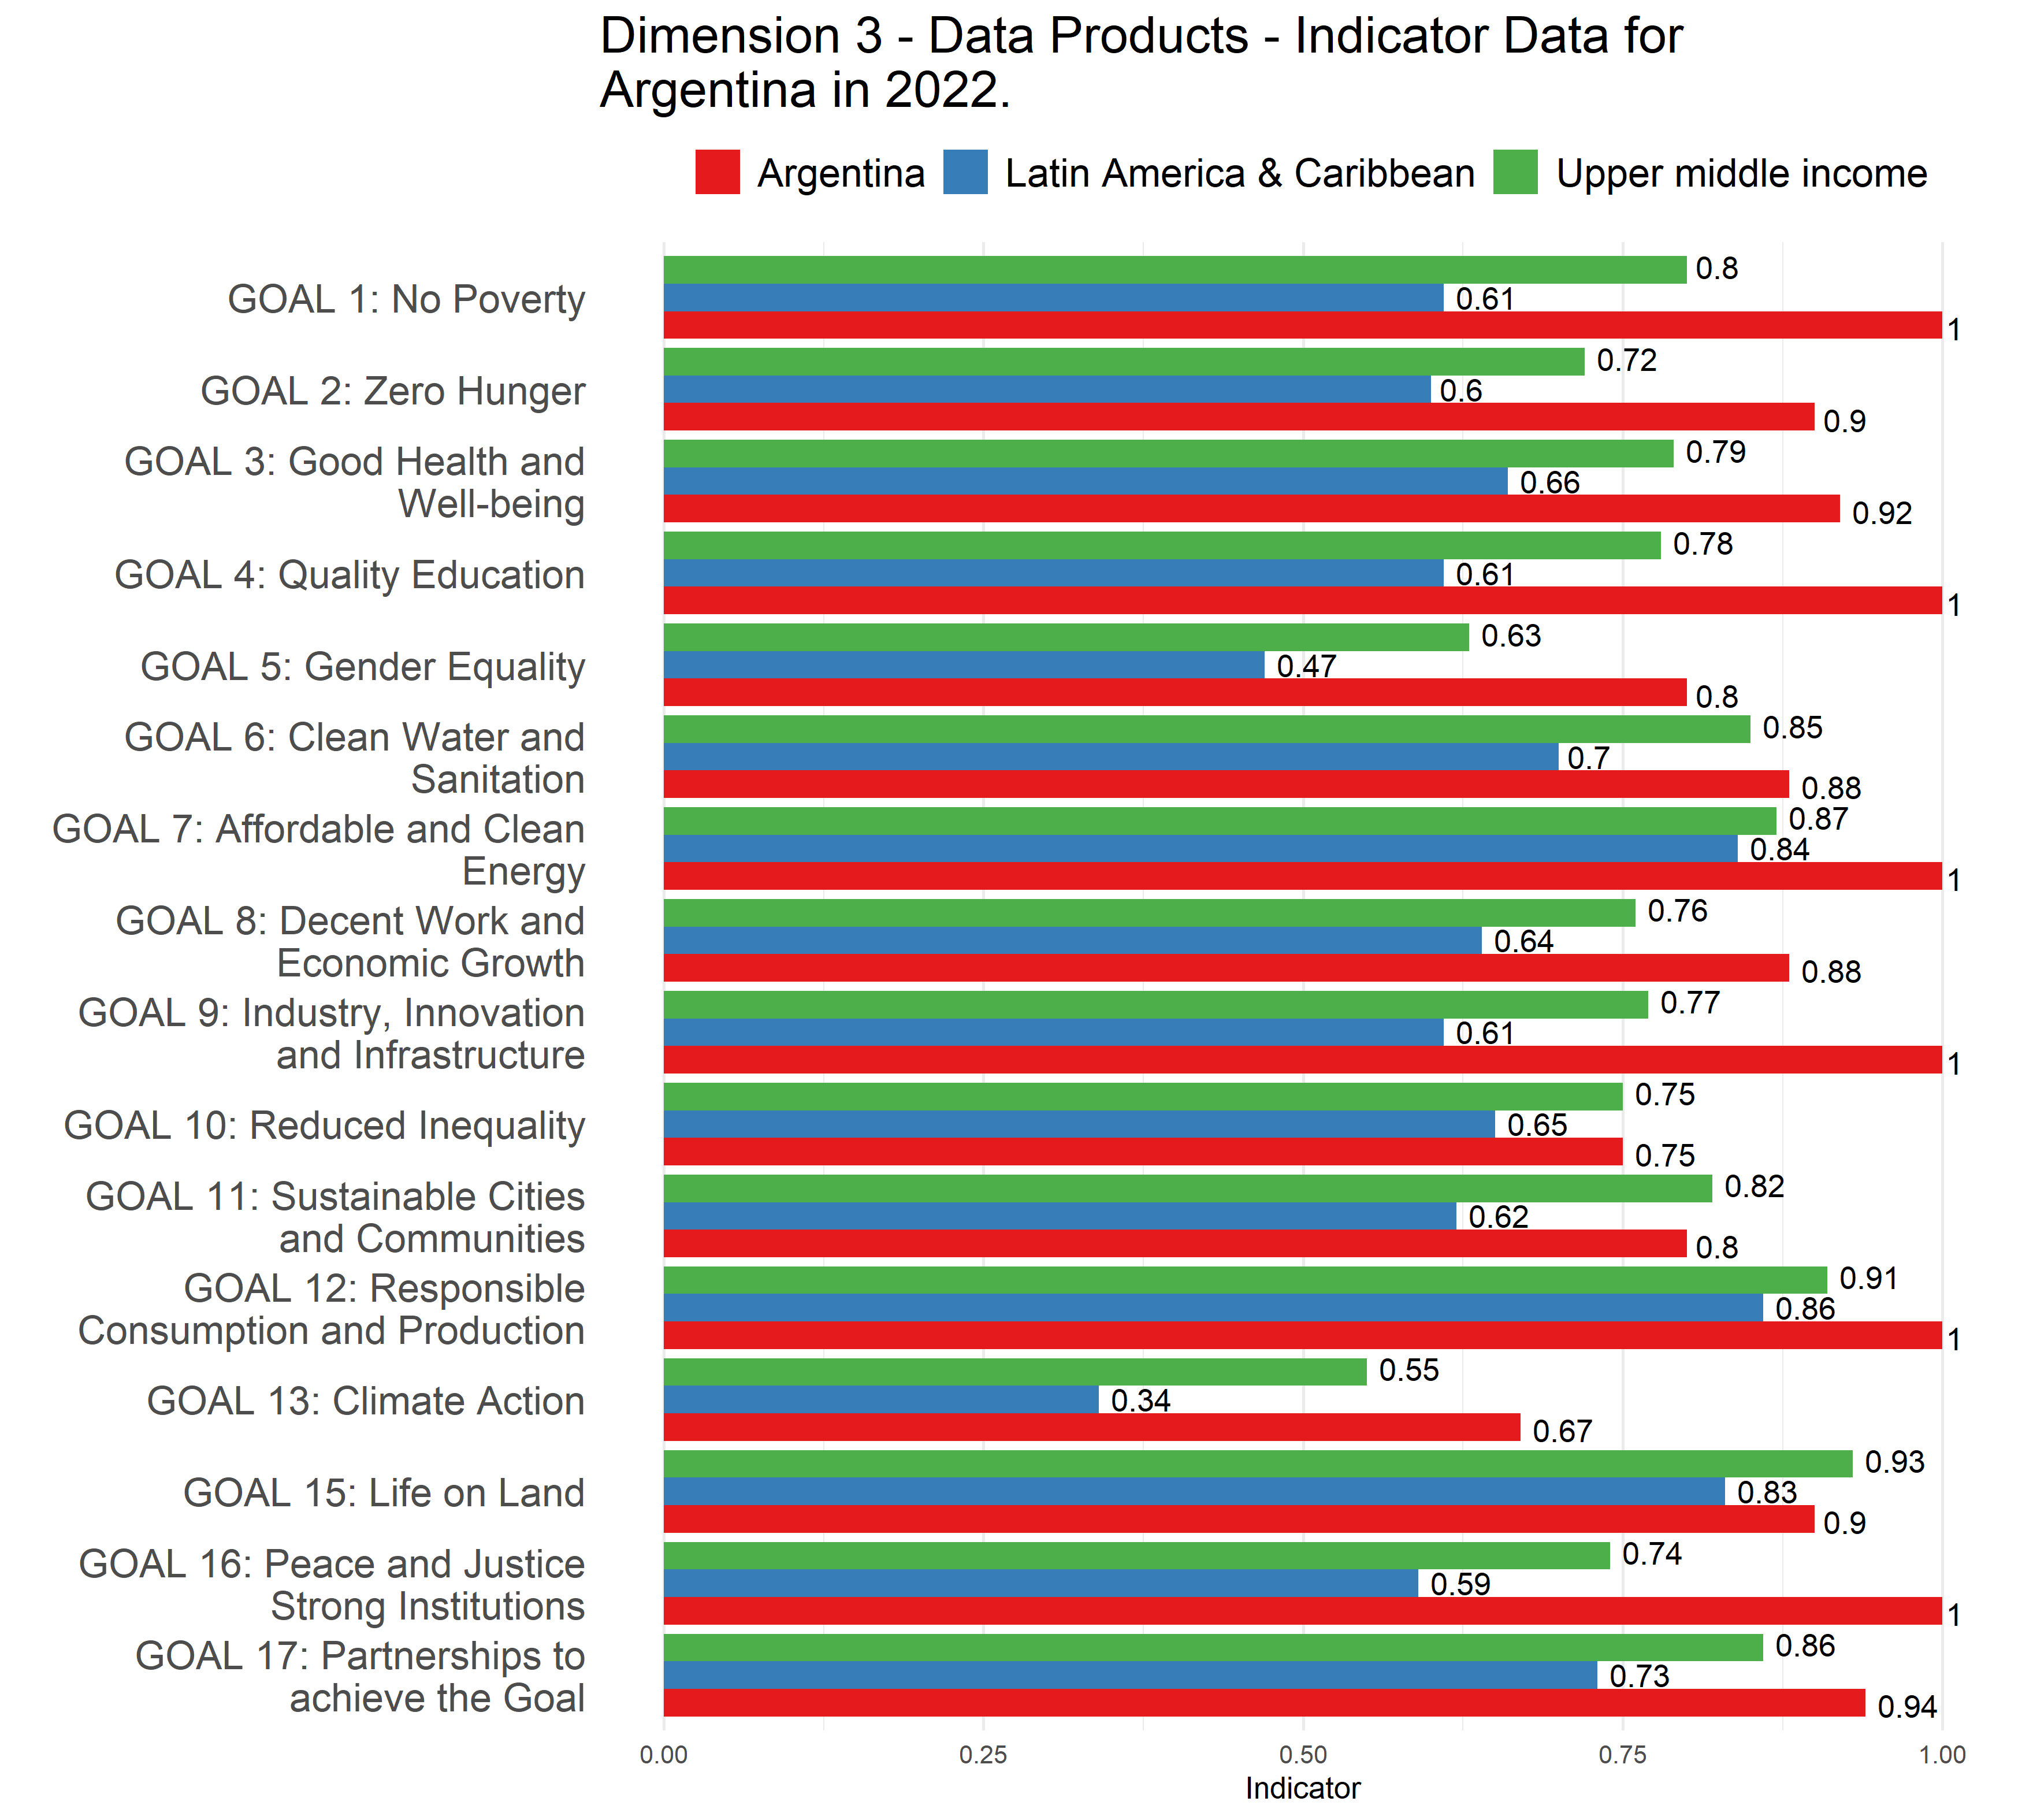 Dimension 3 - Data Products - Indicator Data for
Argentina in 2022.
Argentina Latin America & Caribbean Upper middle income
GOAL 1: No Poverty
0.8
0.61
1
GOAL 2: Zero Hunger
0.72
0.6
0.9
GOAL 3: Good Health and
Well-being
0.79
0.66
0.92
GOAL 4: Quality Education
0.78
0.61
1
GOAL 5: Gender Equality
0.63
0.47
0.8
GOAL 6: Clean Water and
Sanitation
0.85
0.7
0.88
GOAL 7: Affordable and Clean
Energy
0.87
0.84
1
GOAL 8: Decent Work and
Economic Growth
0.76
0.64
0.88
GOAL 9: Industry, Innovation
and Infrastructure
0.77
0.61
1
GOAL 10: Reduced Inequality
0.75
0.65
0.75
GOAL 11: Sustainable Cities
and Communities
0.82
0.62
0.8
GOAL 12: Responsible
Consumption and Production
0.91
0.86
1
GOAL 13: Climate Action
0.55
0.34
0.67
GOAL 15: Life on Land
0.93
0.83
0.9
GOAL 16: Peace and Justice
Strong Institutions
0.74
0.59
1
GOAL 17: Partnerships to
achieve the Goal
0.86
0.73
0.94
0.00 0.25 0.50 0.75 1.00
Indicator